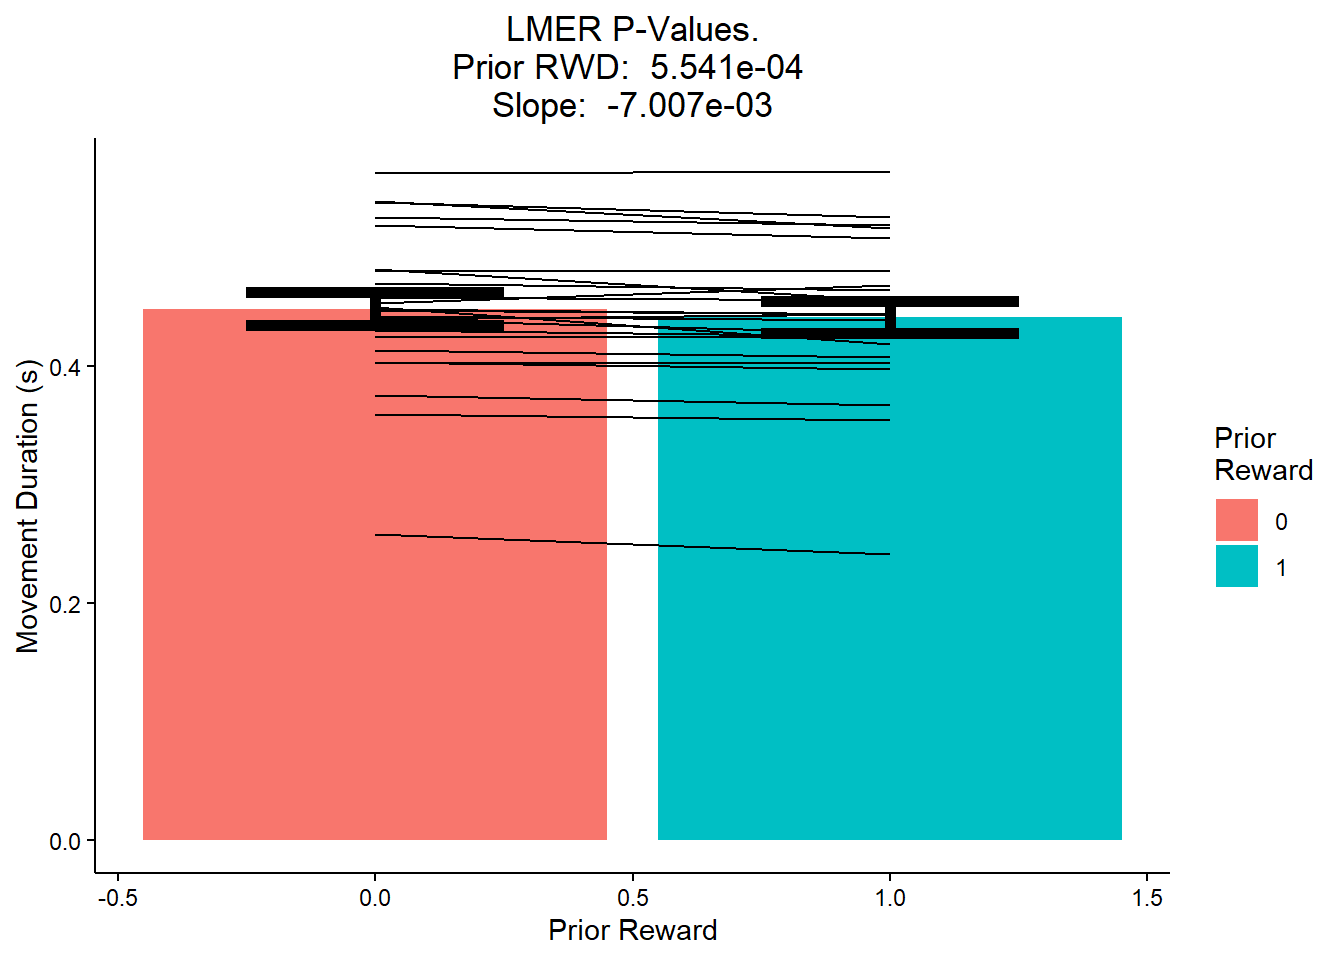 LMER P-Values.
Prior RWD:  5.541e-04
Slope:  -7.007e-03
Movement Duration (s)
0.4
0.2
0.0
-0.5
0.0
0.5
1.0
1.5
Prior Reward
Prior
Reward
0
1